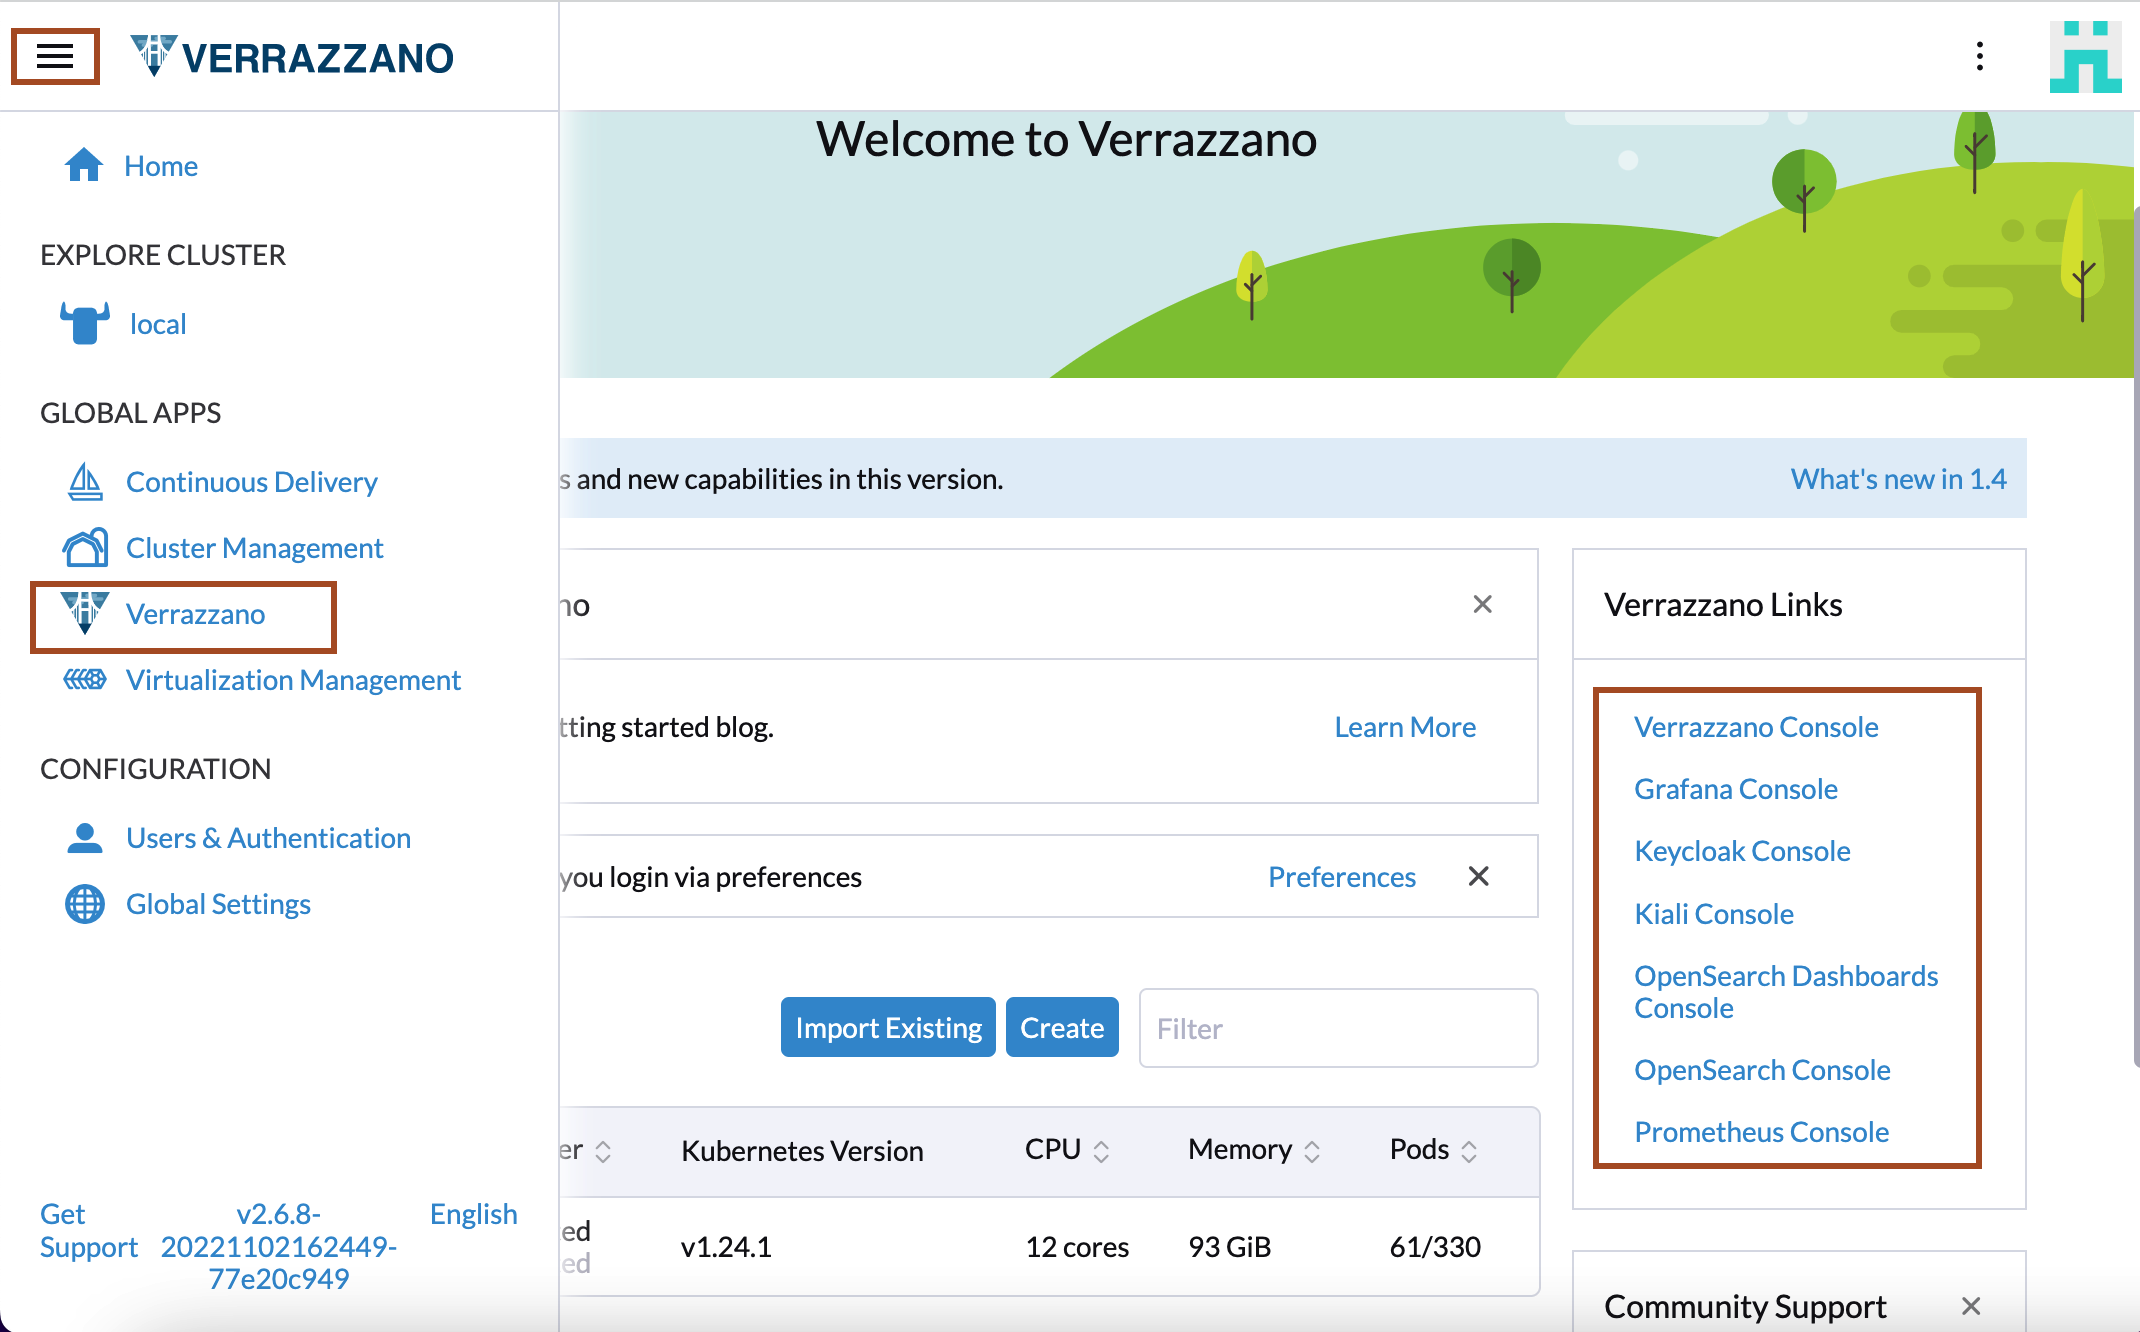 VERRAZZANO
Home
EXPLORE CLUSTER
local
GLOBAL APPS
Continuous Delivery
Cluster Management
Verrazzano
Virtualization Management
CONFIGURATION
Users & Authentication
Global Settings
Get
Support
v2.6.8-
20221102162449-
77e20c949
English
Welcome to Verrazzano
s and new capabilities in this version.
What's new in 1.4
no
tting started blog.
Learn More
you login via preferences
Preferences
Import Existing
Create
Filter
er
Kubernetes Version
CPU
Memory
Pods
ed
ed
v1.24.1
12 cores
93 GiB
61/330
Verrazzano Links
Verrazzano Console
Grafana Console
Keycloak Console
Kiali Console
OpenSearch Dashboards
Console
OpenSearch Console
Prometheus Console
Community Support